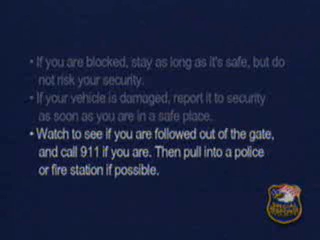 • If you are blocked, stay as long as it's safe, but do
not risk your security.
• If your vehicle is damaged, report it to security
as soon as you are in a safe place.
• Watch to see if you are followed out of the gate,
and call 911 if you are. Then pull into a police
or fire station if possible.